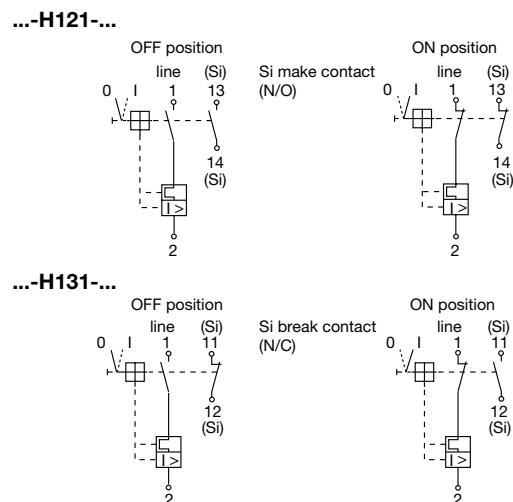 ...-H121-...
OFF position
ON position
line (Si)
Si make contact
line (Si)
0 I 1 13
(N/O)
0 I 1 13
14
(Si)
14
(Si)
I >
I >
2
2
...-H131-...
OFF position
ON position
line (Si)
Si break contact
line (Si)
0 I 1 11
(N/C)
0 I 1 11
12
(Si)
12
(Si)
I >
I >
2
2